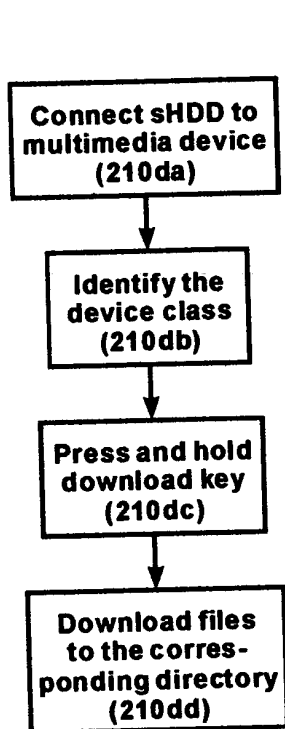 Connect sHDD to
multimedia device
(210da)
Identify the
device class
(210db)
Press and hold
download key
(210dc)
Download files
to the corres-
ponding directory
(210dd)